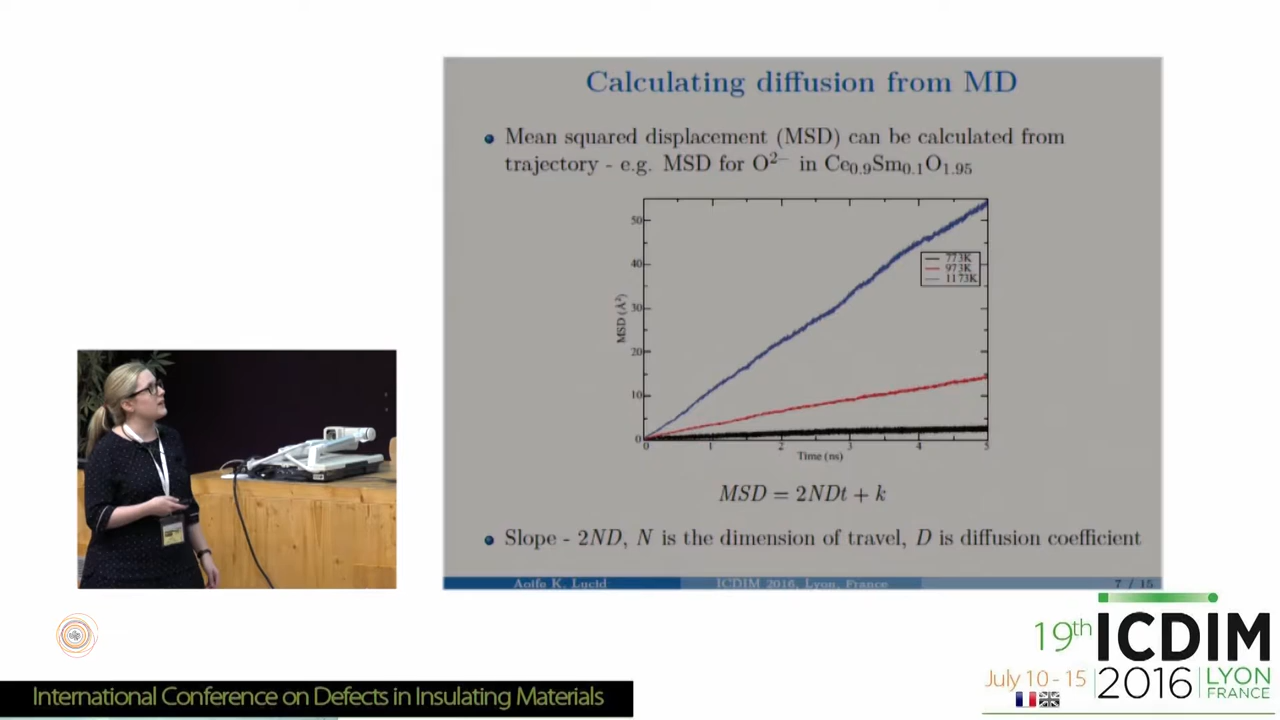 Calculating diffusion from MD
Mean squared displacement (MSD) can be calculated from
trajectory - e.g. MSD for O²⁻ in Ce₀.₉Sm₀.₁O₁.₉₅
50
40
30
20
10
0
MSD (Å²)
773K
973K
1173K
0 1 2 3 4 5
Time (ns)
MSD = 2NDt + k
Slope - 2ND, N is the dimension of travel, D is diffusion coefficient
Aoife K. Lucid ICDIM 2016, Lyon, France 7 / 15
19th ICDIM
July 10 - 15 2016 LYON
FRANCE
International Conference on Defects in Insulating Materials